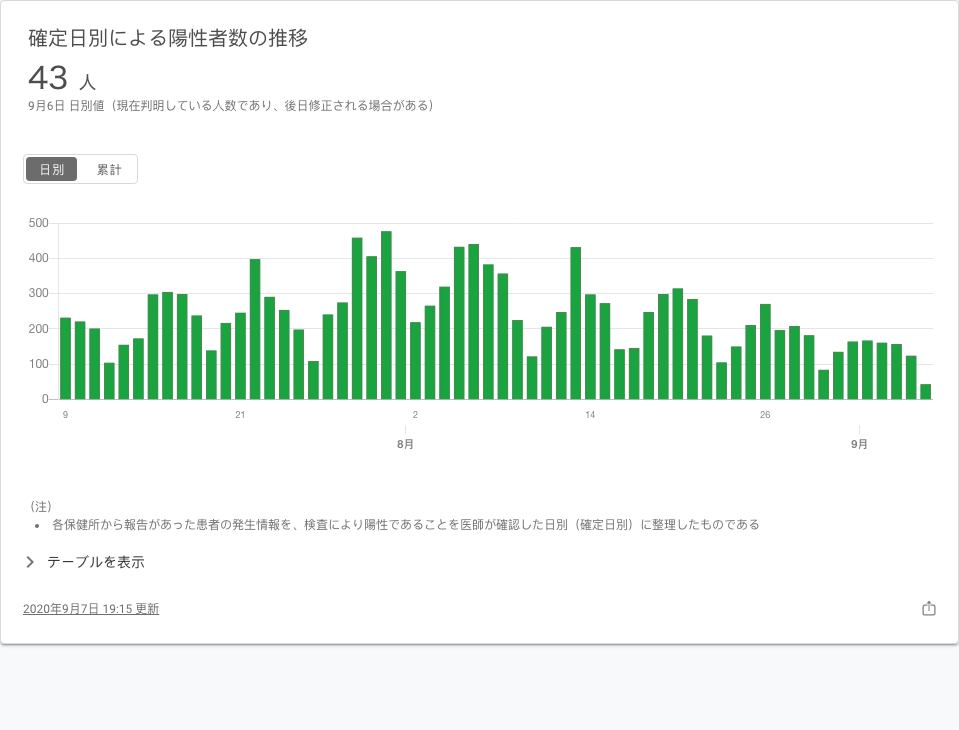 確定日別による陽性者数の推移
43 人
9月6日 日別値（現在判明している人数であり、後日修正される場合がある）
日別 累計
500
400
300
200
100
0
9 21 2 14 26
8月 9月
（注）
• 各保健所から報告があった患者の発生情報を、検査により陽性であることを医師が確認した日別（確定日別）に整理したものである
テーブルを表示
2020年9月7日 19:15 更新